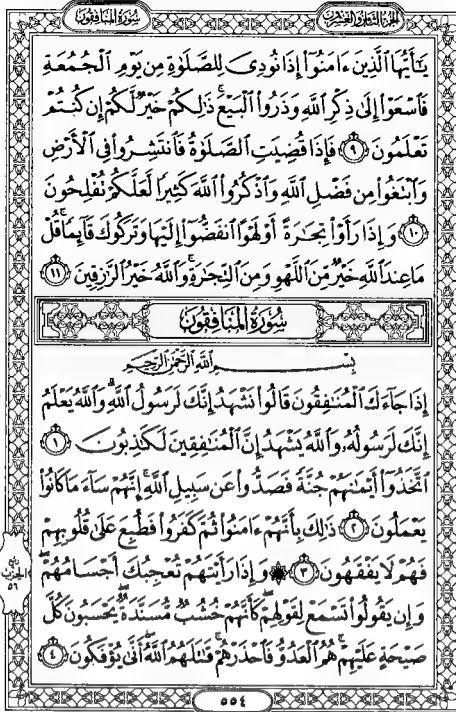 الجزء الثامن والعشرون
سورة المنافقون
يَٰٓأَيُّهَا ٱلَّذِينَ ءَامَنُوٓا۟ إِذَا نُودِىَ لِلصَّلَوٰةِ مِن يَوْمِ ٱلْجُمُعَةِ
فَٱسْعَوْا۟ إِلَىٰ ذِكْرِ ٱللَّهِ وَذَرُوا۟ ٱلْبَيْعَ ۚ ذَٰلِكُمْ خَيْرٌ لَّكُمْ إِن كُنتُمْ
تَعْلَمُونَ ٩ فَإِذَا قُضِيَتِ ٱلصَّلَوٰةُ فَٱنتَشِرُوا۟ فِى ٱلْأَرْضِ
وَٱبْتَغُوا۟ مِن فَضْلِ ٱللَّهِ وَٱذْكُرُوا۟ ٱللَّهَ كَثِيرًا لَّعَلَّكُمْ تُفْلِحُونَ
١٠ وَإِذَا رَأَوْا۟ تِجَٰرَةً أَوْ لَهْوًا ٱنفَضُّوٓا۟ إِلَيْهَا وَتَرَكُوكَ قَآئِمًا ۚ قُلْ
مَا عِندَ ٱللَّهِ خَيْرٌ مِّنَ ٱللَّهْوِ وَمِنَ ٱلتِّجَٰرَةِ ۚ وَٱللَّهُ خَيْرُ ٱلرَّٰزِقِينَ ١١
سُورَةُ المُنَافِقُونَ
بِسْمِ ٱللَّهِ ٱلرَّحْمَٰنِ ٱلرَّحِيمِ
إِذَا جَآءَكَ ٱلْمُنَٰفِقُونَ قَالُوا۟ نَشْهَدُ إِنَّكَ لَرَسُولُ ٱللَّهِ ۗ وَٱللَّهُ يَعْلَمُ
إِنَّكَ لَرَسُولُهُۥ وَٱللَّهُ يَشْهَدُ إِنَّ ٱلْمُنَٰفِقِينَ لَكَٰذِبُونَ ١
ٱتَّخَذُوٓا۟ أَيْمَٰنَهُمْ جُنَّةً فَصَدُّوا۟ عَن سَبِيلِ ٱللَّهِ ۚ إِنَّهُمْ سَآءَ مَا كَانُوا۟
يَعْمَلُونَ ٢ ذَٰلِكَ بِأَنَّهُمْ ءَامَنُوا۟ ثُمَّ كَفَرُوا۟ فَطُبِعَ عَلَىٰ قُلُوبِهِمْ
فَهُمْ لَا يَفْقَهُونَ ٣ ۞ وَإِذَا رَأَيْتَهُمْ تُعْجِبُكَ أَجْسَامُهُمْ ۖ
وَإِن يَقُولُوا۟ تَسْمَعْ لِقَوْلِهِمْ ۖ كَأَنَّهُمْ خُشُبٌ مُّسَنَّدَةٌ ۖ يَحْسَبُونَ كُلَّ
صَيْحَةٍ عَلَيْهِمْ ۚ هُمُ ٱلْعَدُوُّ فَٱحْذَرْهُمْ ۚ قَٰتَلَهُمُ ٱللَّهُ ۖ أَنَّىٰ يُؤْفَكُونَ ٤
ربع
الحزب
٥٦
٥٥٤